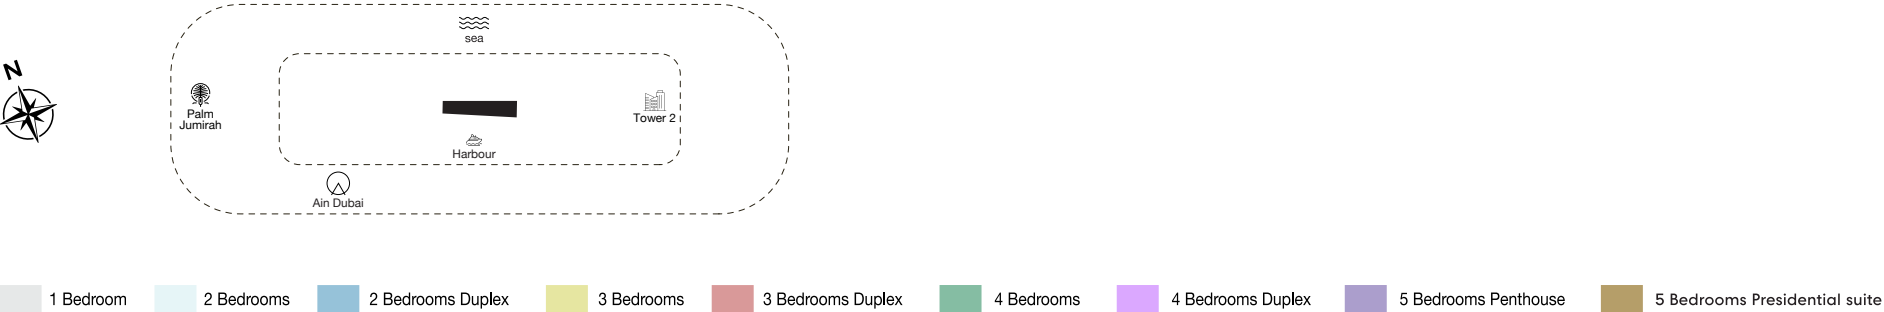 sea
N
Palm
Jumirah
Tower 2
Harbour
Ain Dubai
1 Bedroom
2 Bedrooms
2 Bedrooms Duplex
3 Bedrooms
3 Bedrooms Duplex
4 Bedrooms
4 Bedrooms Duplex
5 Bedrooms Penthouse
5 Bedrooms Presidential suite